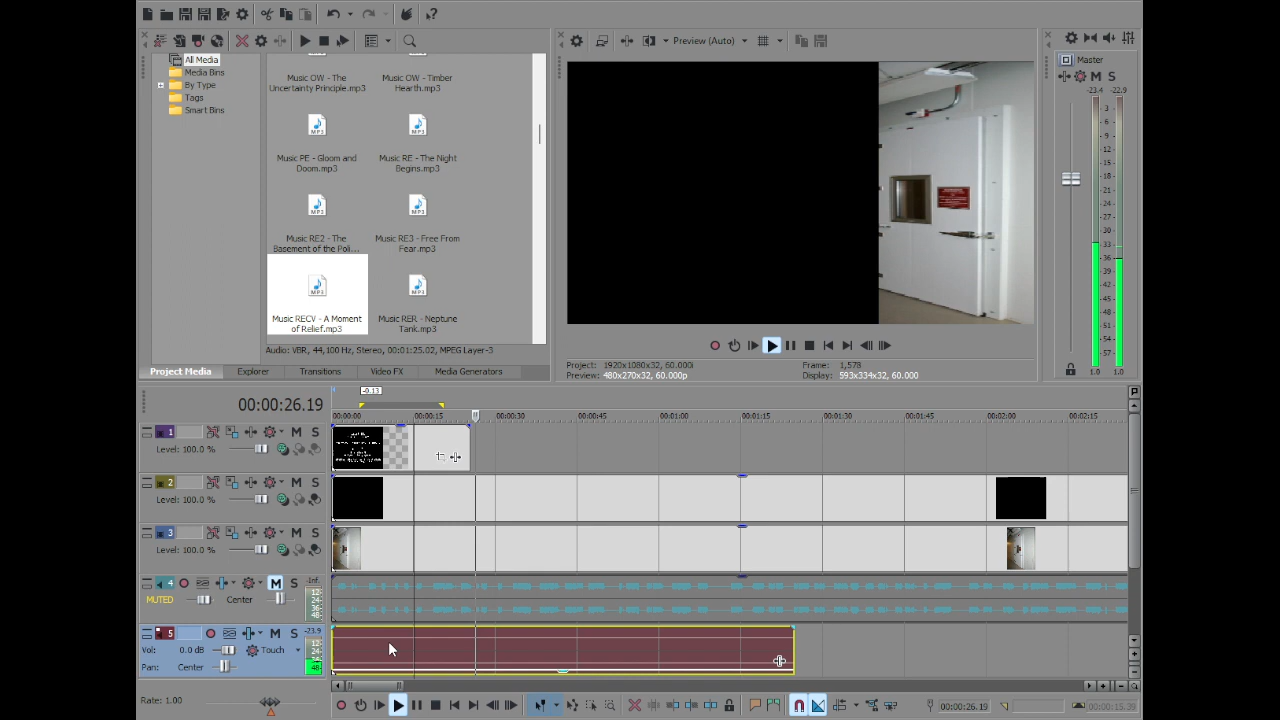 Preview (Auto)
All Media
Media Bins
By Type
Tags
Smart Bins
Music OW - The
Uncertainty Principle.mp3
Music OW - Timber
Hearth.mp3
MP3
MP3
Music PE - Gloom and
Doom.mp3
Music RE - The Night
Begins.mp3
MP3
MP3
Music RE2 - The
Basement of the Poli...
Music RE3 - Free From
Fear.mp3
MP3
MP3
Music RECV - A Moment
of Relief.mp3
Music RER - Neptune
Tank.mp3
Audio: VBR, 44,100 Hz, Stereo, 00:01:25.02, MPEG Layer-3
Project Media
Explorer
Transitions
Video FX
Media Generators
Project: 1920x1080x32, 60.000i
Preview: 480x270x32, 60.000p
Frame: 1,578
Display: 593x334x32, 60.000
Master
M S
-23.4 -22.9
3
6
9
12
15
18
21
24
27
30
33
36
39
42
45
48
51
54
57
1.0 1.0
00:00:26.19
-0.13
00:00:00
00:00:15
00:00:30
00:00:45
00:01:00
00:01:15
00:01:30
00:01:45
00:02:00
00:02:15
1 M S
Level: 100.0 %
2 M S
Level: 100.0 %
3 M S
Level: 100.0 %
4 M S
-Inf.
MUTED
Center
12
24
36
48
5 M S
-23.9
Vol: 0.0 dB Touch
Pan: Center
12
24
36
48
Rate: 1.00
00:00:26.19
00:00:15.39